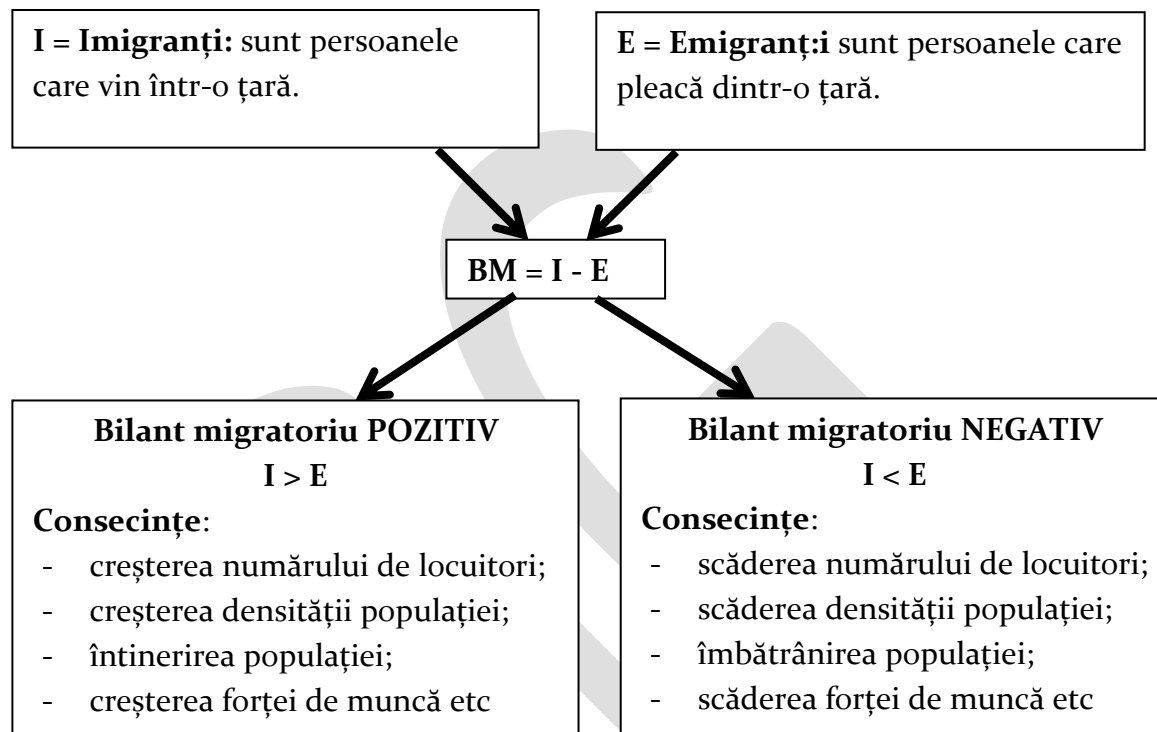 I = Imigranți: sunt persoanele
care vin într-o țară.
E = Emigranț:i sunt persoanele care
pleacă dintr-o țară.
BM = I - E
Bilant migratoriu POZITIV
I > E
Consecințe:
- creșterea numărului de locuitori;
- creșterea densității populației;
- întinerirea populației;
- creșterea forței de muncă etc
Bilant migratoriu NEGATIV
I < E
Consecințe:
- scăderea numărului de locuitori;
- scăderea densității populației;
- îmbătrânirea populației;
- scăderea forței de muncă etc